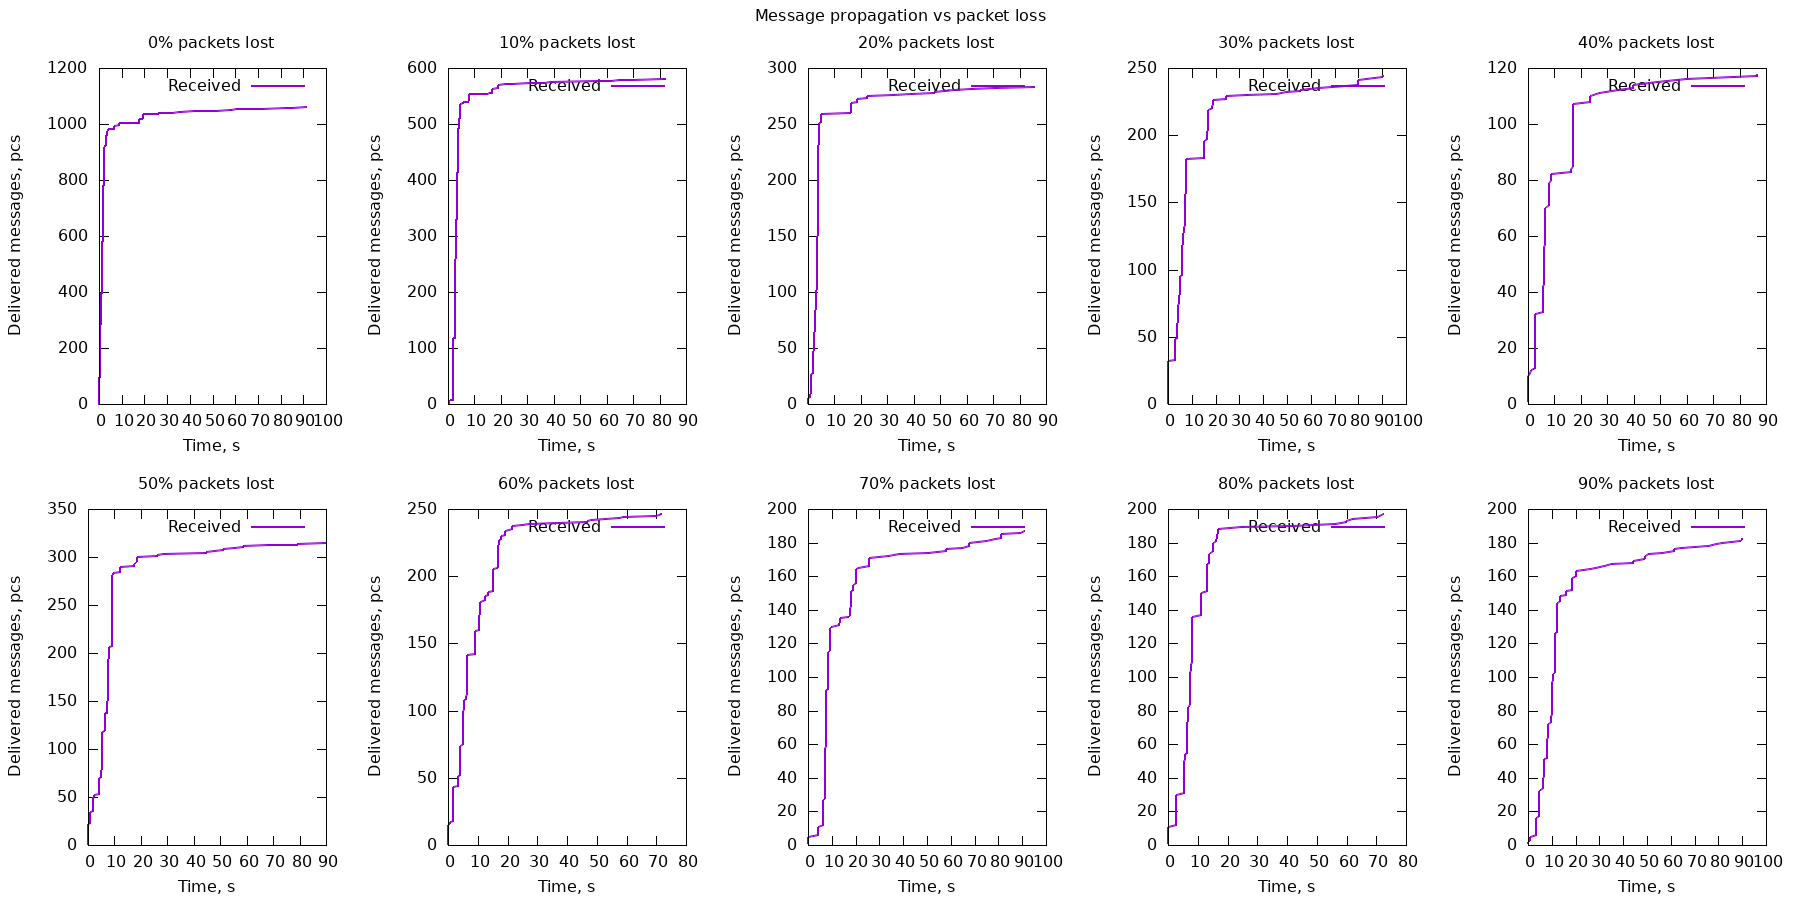 Message propagation vs packet loss
0% packets lost
Delivered messages, pcs
1200
1000
800
600
400
200
0
Received
0 10 20 30 40 50 60 70 80 90 100
Time, s
10% packets lost
Delivered messages, pcs
600
500
400
300
200
100
0
Received
0 10 20 30 40 50 60 70 80 90
Time, s
20% packets lost
Delivered messages, pcs
300
250
200
150
100
50
0
Received
0 10 20 30 40 50 60 70 80 90
Time, s
30% packets lost
Delivered messages, pcs
250
200
150
100
50
0
Received
0 10 20 30 40 50 60 70 80 90 100
Time, s
40% packets lost
Delivered messages, pcs
120
100
80
60
40
20
0
Received
0 10 20 30 40 50 60 70 80 90
Time, s
50% packets lost
Delivered messages, pcs
350
300
250
200
150
100
50
0
Received
0 10 20 30 40 50 60 70 80 90
Time, s
60% packets lost
Delivered messages, pcs
250
200
150
100
50
0
Received
0 10 20 30 40 50 60 70 80
Time, s
70% packets lost
Delivered messages, pcs
200
180
160
140
120
100
80
60
40
20
0
Received
0 10 20 30 40 50 60 70 80 90 100
Time, s
80% packets lost
Delivered messages, pcs
200
180
160
140
120
100
80
60
40
20
0
Received
0 10 20 30 40 50 60 70 80
Time, s
90% packets lost
Delivered messages, pcs
200
180
160
140
120
100
80
60
40
20
0
Received
0 10 20 30 40 50 60 70 80 90 100
Time, s